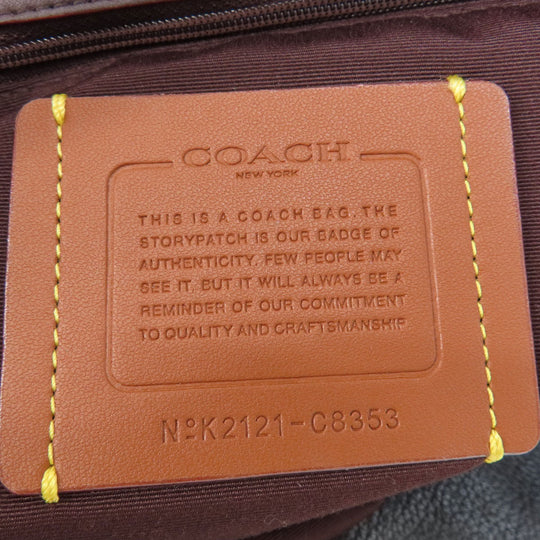 COACH
NEW YORK
THIS IS A COACH BAG. THE
STORYPATCH IS OUR BADGE OF
AUTHENTICITY. FEW PEOPLE MAY
SEE IT, BUT IT WILL ALWAYS BE A
REMINDER OF OUR COMMITMENT
TO QUALITY AND CRAFTSMANSHIP
NºK2121-C8353